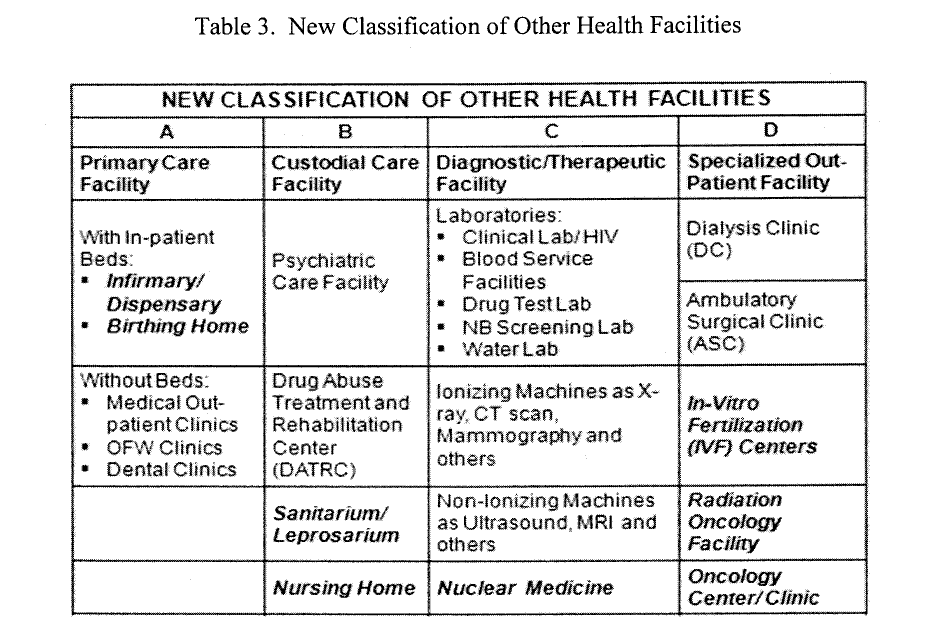 Table 3. New Classification of Other Health Facilities
NEW CLASSIFICATION OF OTHER HEALTH FACILITIES
A
B
C
D
Primary Care
Facility
Custodial Care
Facility
Diagnostic/Therapeutic
Facility
Specialized Out-
Patient Facility
With In-patient
Beds:
▪ Infirmary/
Dispensary
▪ Birthing Home
Psychiatric
Care Facility
Laboratories:
▪ Clinical Lab/HIV
▪ Blood Service
Facilities
▪ Drug Test Lab
▪ NB Screening Lab
▪ Water Lab
Dialysis Clinic
(DC)
Ambulatory
Surgical Clinic
(ASC)
Without Beds:
▪ Medical Out-
patient Clinics
▪ OFW Clinics
▪ Dental Clinics
Drug Abuse
Treatment and
Rehabilitation
Center
(DATRC)
Ionizing Machines as X-
ray, CT scan,
Mammography and
others
In-Vitro
Fertilization
(IVF) Centers
Sanitarium/
Leprosarium
Non-Ionizing Machines
as Ultrasound, MRI and
others
Radiation
Oncology
Facility
Nursing Home
Nuclear Medicine
Oncology
Center/Clinic